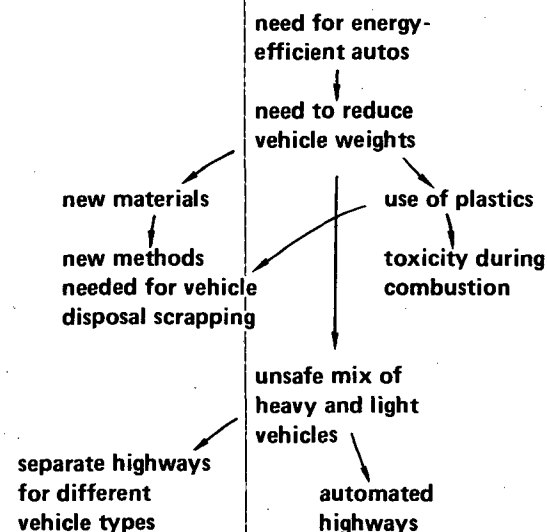 need for energy-
efficient autos
need to reduce
vehicle weights
new materials
use of plastics
new methods
needed for vehicle
disposal scrapping
toxicity during
combustion
unsafe mix of
heavy and light
vehicles
separate highways
for different
vehicle types
automated
highways